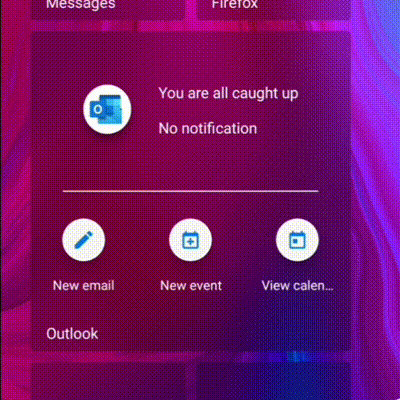 Messages Firefox
You are all caught up
No notification
New email New event View calen...
Outlook